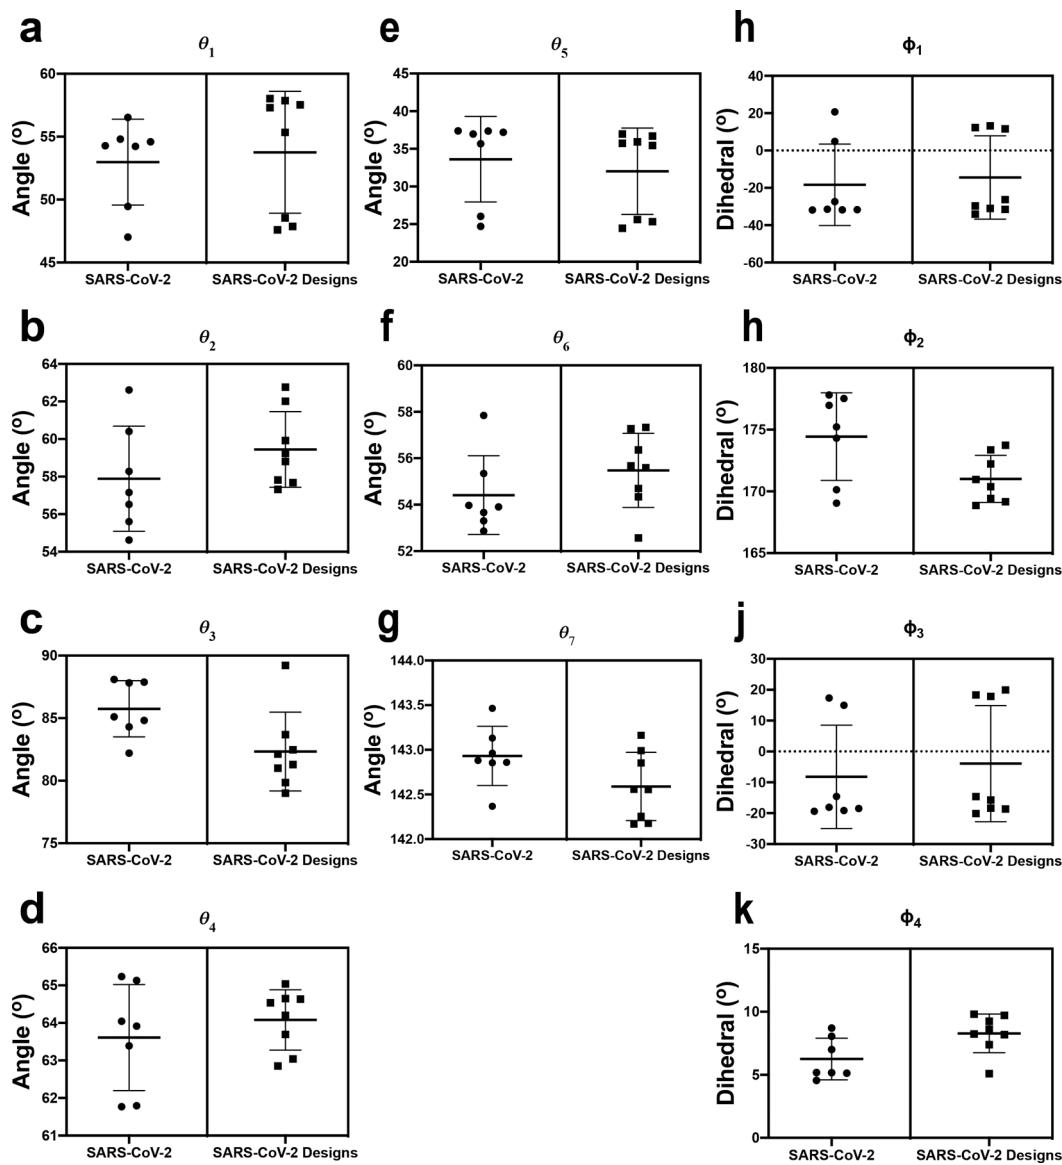 a
θ1
Angle (º)
60
55
50
45
SARS-CoV-2
SARS-CoV-2 Designs
b
θ2
Angle (º)
64
62
60
58
56
54
SARS-CoV-2
SARS-CoV-2 Designs
c
θ3
Angle (º)
90
85
80
75
SARS-CoV-2
SARS-CoV-2 Designs
d
θ4
Angle (º)
66
65
64
63
62
61
SARS-CoV-2
SARS-CoV-2 Designs
e
θ5
Angle (º)
45
40
35
30
25
20
SARS-CoV-2
SARS-CoV-2 Designs
f
θ6
Angle (º)
60
58
56
54
52
SARS-CoV-2
SARS-CoV-2 Designs
g
θ7
Angle (º)
144.0
143.5
143.0
142.5
142.0
SARS-CoV-2
SARS-CoV-2 Designs
h
ϕ1
Dihedral (º)
40
20
0
-20
-40
-60
SARS-CoV-2
SARS-CoV-2 Designs
h
ϕ2
Dihedral (º)
180
175
170
165
SARS-CoV-2
SARS-CoV-2 Designs
j
ϕ3
Dihedral (º)
30
20
10
0
-10
-20
-30
SARS-CoV-2
SARS-CoV-2 Designs
k
ϕ4
Dihedral (º)
15
10
5
0
SARS-CoV-2
SARS-CoV-2 Designs